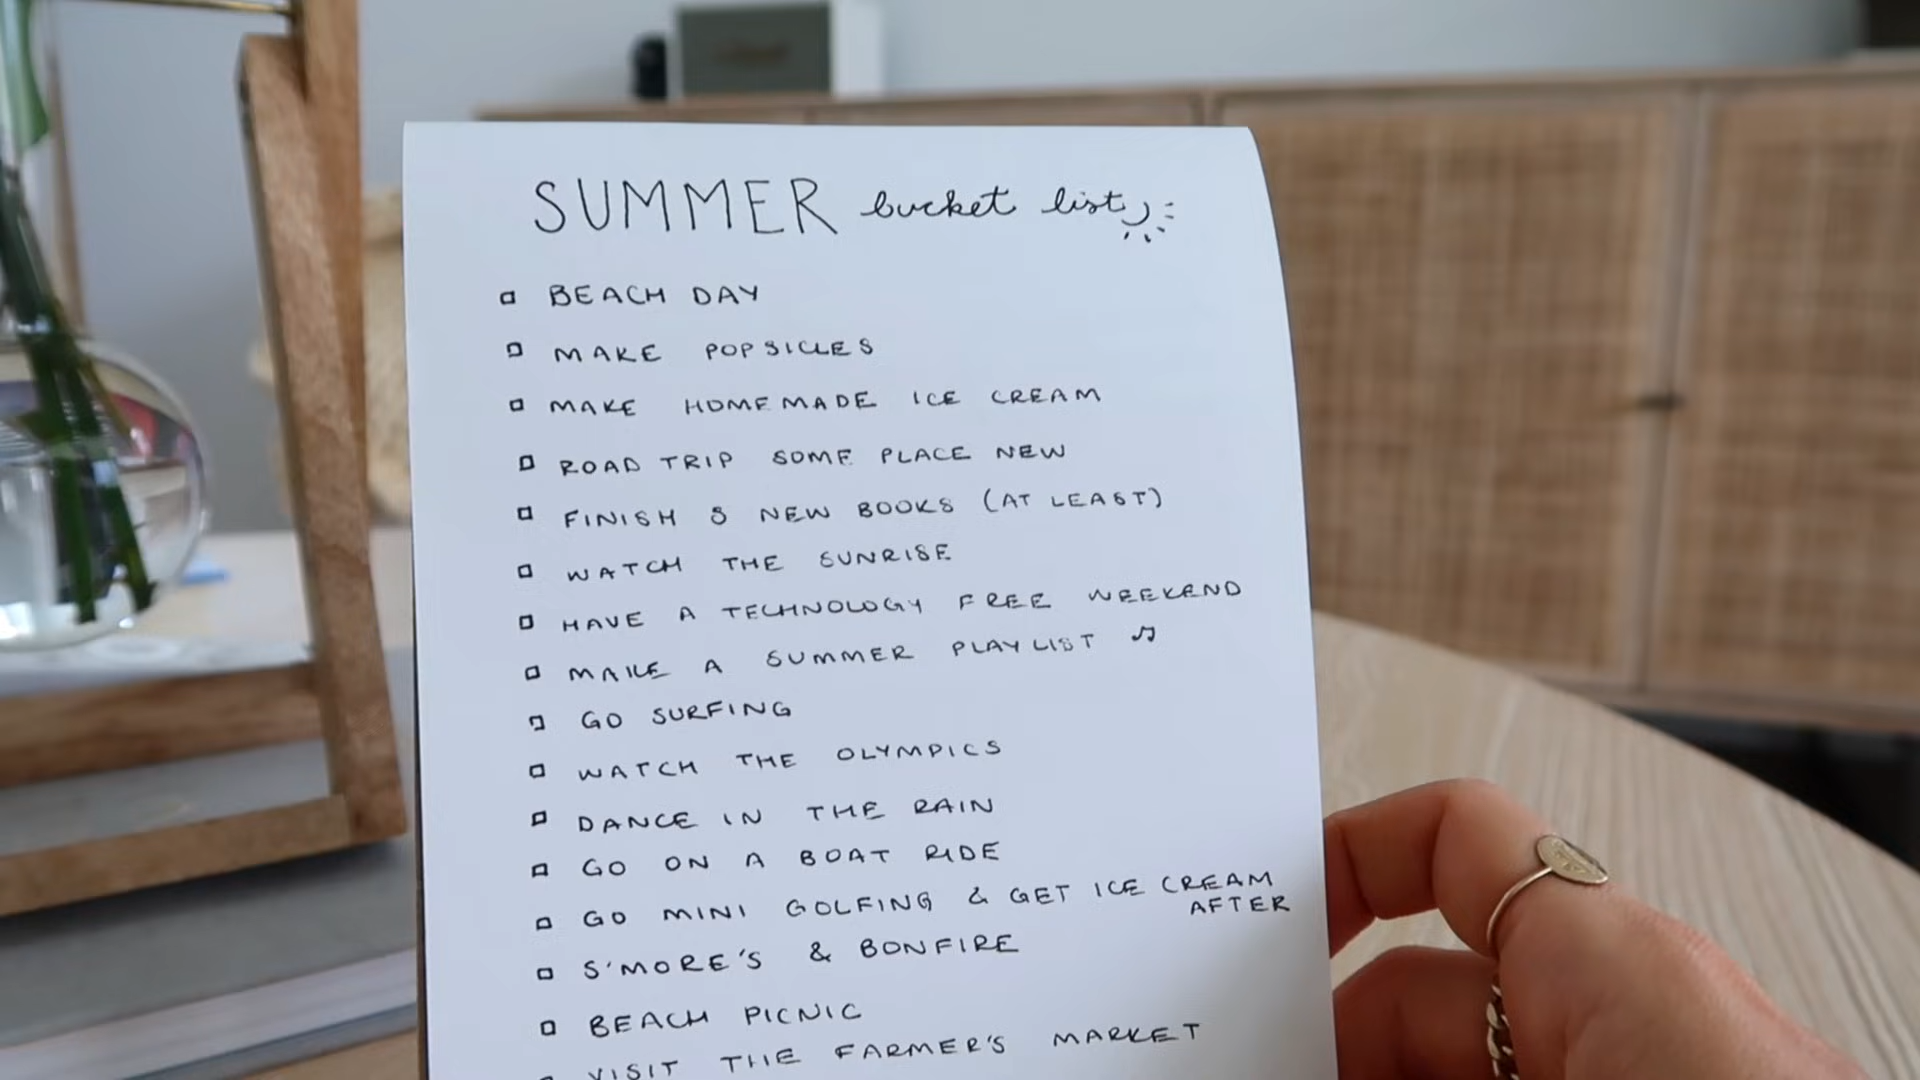 SUMMER bucket list
BEACH DAY
MAKE POPSICLES
MAKE HOMEMADE ICE CREAM
ROAD TRIP SOME PLACE NEW
FINISH 5 NEW BOOKS (AT LEAST)
WATCH THE SUNRISE
HAVE A TECHNOLOGY FREE WEEKEND
MAKE A SUMMER PLAYLIST ♫
GO SURFING
WATCH THE OLYMPICS
DANCE IN THE RAIN
GO ON A BOAT RIDE
GO MINI GOLFING & GET ICE CREAM
AFTER
S'MORE'S & BONFIRE
BEACH PICNIC
VISIT THE FARMER'S MARKET